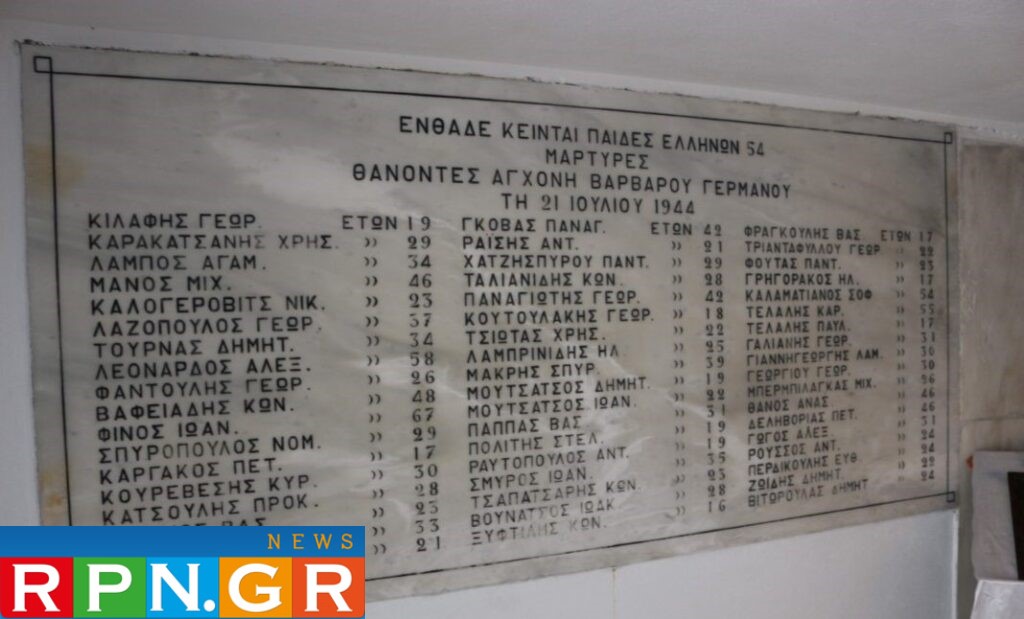 ΕΝΘΑΔΕ ΚΕΙΝΤΑΙ ΠΑΙΔΕΣ ΕΛΛΗΝΩΝ 54
ΜΑΡΤΥΡΕΣ
ΘΑΝΟΝΤΕΣ ΑΓΧΟΝΗ ΒΑΡΒΑΡΟΥ ΓΕΡΜΑΝΟΥ
ΤΗ 21 ΙΟΥΛΙΟΥ 1944
ΚΙΛΑΦΗΣ ΓΕΩΡ. ΕΤΩΝ 19
ΚΑΡΑΚΑΤΣΑΝΗΣ ΧΡΗΣ. » 29
ΛΑΜΠΟΣ ΑΓΑΜ. » 34
ΜΑΝΟΣ ΜΙΧ. » 46
ΚΑΛΟΓΕΡΟΒΙΤΣ ΝΙΚ. » 23
ΛΑΖΟΠΟΥΛΟΣ ΓΕΩΡ. » 37
ΤΟΥΡΝΑΣ ΔΗΜΗΤ. » 34
ΛΕΟΝΑΡΔΟΣ ΑΛΕΞ. » 58
ΦΑΝΤΟΥΛΗΣ ΓΕΩΡ. » 26
ΒΑΦΕΙΑΔΗΣ ΚΩΝ. » 48
ΦΙΝΟΣ ΙΩΑΝ. » 67
ΣΠΥΡΟΠΟΥΛΟΣ ΝΟΜ. » 29
ΚΑΡΓΑΚΟΣ ΠΕΤ. » 17
ΚΟΥΡΕΒΕΣΗΣ ΚΥΡ. » 30
ΚΑΤΣΟΥΛΗΣ ΠΡΟΚ. » 28
ΒΑΣ. » 23
» 33
» 21
ΓΚΟΒΑΣ ΠΑΝΑΓ. ΕΤΩΝ 42
ΡΑΙΣΗΣ ΑΝΤ. » 21
ΧΑΤΖΗΣΠΥΡΟΥ ΠΑΝΤ. » 29
ΤΑΛΙΑΝΙΔΗΣ ΚΩΝ. » 28
ΠΑΝΑΓΙΩΤΗΣ ΓΕΩΡ. » 42
ΚΟΥΤΟΥΛΑΚΗΣ ΓΕΩΡ. » 18
ΤΣΙΩΤΑΣ ΧΡΗΣ. » 22
ΛΑΜΠΡΙΝΙΔΗΣ ΗΛ. » 25
ΜΑΚΡΗΣ ΣΠΥΡ. » 39
ΜΟΥΤΣΑΤΣΟΣ ΔΗΜΗΤ. » 19
ΜΟΥΤΣΑΤΣΟΣ ΙΩΑΝ. » 22
ΠΑΠΠΑΣ ΒΑΣ. » 31
ΠΟΛΙΤΗΣ ΣΤΕΛ. » 19
ΡΑΥΤΟΠΟΥΛΟΣ ΑΝΤ. » 19
ΣΜΥΡΟΣ ΙΩΑΝ. » 35
ΤΣΑΠΑΤΣΑΡΗΣ ΚΩΝ. » 23
ΒΟΥΝΑΤΣΟΣ ΙΩΑΚ. » 28
ΞΥΦΤΙΛΗΣ ΚΩΝ. » 16
ΦΡΑΓΚΟΥΛΗΣ ΒΑΣ. ΕΤΩΝ 17
ΤΡΙΑΝΤΑΦΥΛΛΟΥ ΓΕΩΡ. » 22
ΦΟΥΤΑΣ ΠΑΝΤ. » 23
ΓΡΗΓΟΡΑΚΟΣ ΗΛ. » 17
ΚΑΛΑΜΑΤΙΑΝΟΣ ΣΟΦ. » 54
ΤΕΛΑΛΗΣ ΚΑΡ. » 55
ΤΕΛΑΛΗΣ ΠΑΥΛ. » 17
ΓΑΛΙΑΝΗΣ ΓΕΩΡ. » 31
ΓΙΑΝΝΗΓΕΩΡΓΗΣ ΛΑΜ. » 30
ΓΕΩΡΓΙΟΥ ΓΕΩΡ. » 30
ΜΠΕΡΜΠΙΛΑΓΚΑΣ ΜΙΧ. » 26
ΘΑΝΟΣ ΑΝΑΣ. » 46
ΔΕΛΗΒΟΡΙΑΣ ΠΕΤ. » 46
ΓΩΓΟΣ ΑΛΕΞ. » 31
ΡΟΥΣΣΟΣ ΑΝΤ. » 24
ΠΕΡΔΙΚΟΥΛΗΣ ΕΥΘ. » 24
ΖΩΙΔΗΣ ΔΗΜΗΤ. » 22
ΒΙΤΩΡΟΥΛΑΣ ΔΗΜΗΤ » 24
NEWS
RPN.GR